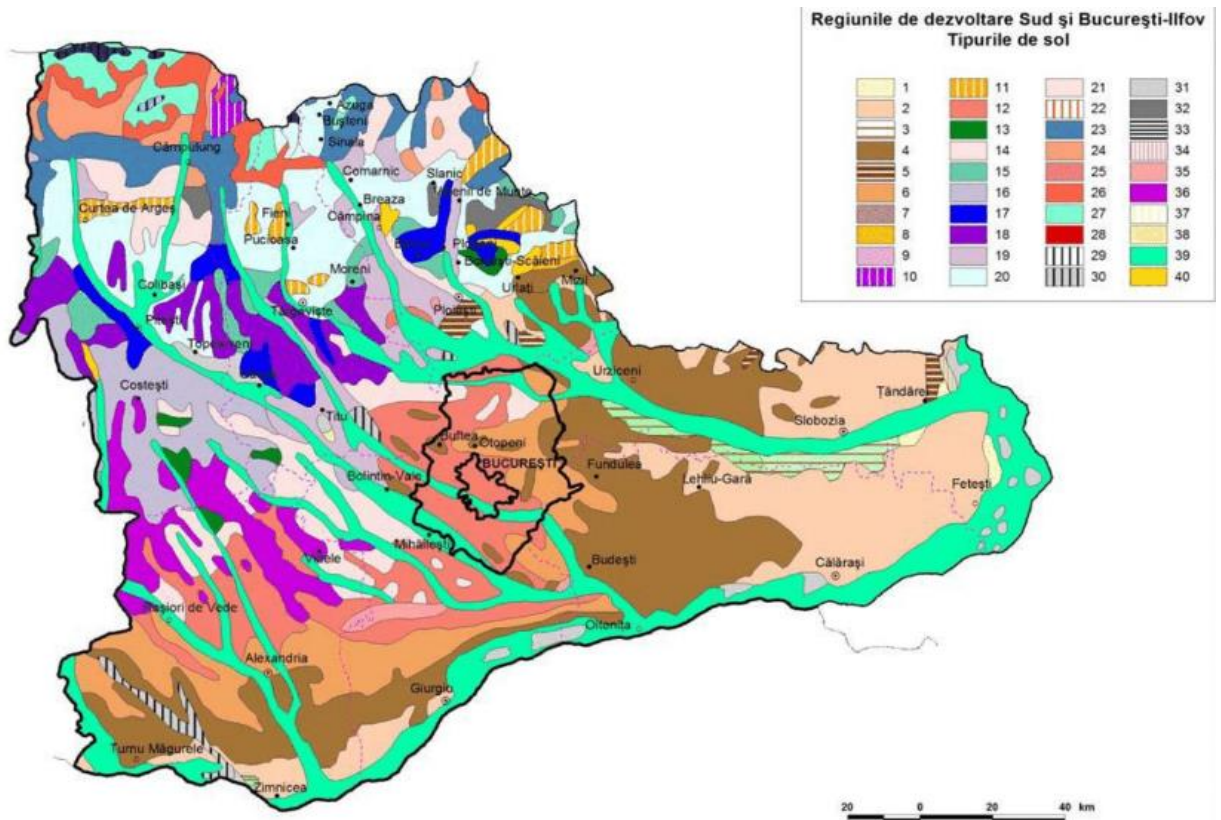 Regiunile de dezvoltare Sud şi Bucureşti-Ilfov
Tipurile de sol
1 11 21 31
2 12 22 32
3 13 23 33
4 14 24 34
5 15 25 35
6 16 26 36
7 17 27 37
8 18 28 38
9 19 29 39
10 20 30 40
Azuga
Buşteni
Sinaia
Câmpulung
Comarnic
Slanic
Breaza
Curtea de Argeş
Câmpina
Fieni
Pucioasa
Moreni
Urlaţi
Mizil
Colibaşi
Târgovişte
Ploieşti
Piteşti
Topoloveni
Urziceni
Costeşti
Ţăndărei
Titu
Slobozia
Buftea
Otopeni
BUCUREŞTI
Bolintin-Vale
Fundulea
Lehliu-Gară
Feteşti
Mihăileşti
Videle
Budeşti
Călăraşi
Roşiori de Vede
Olteniţa
Alexandria
Giurgiu
Turnu Măgurele
Zimnicea
20 0 20 40 km